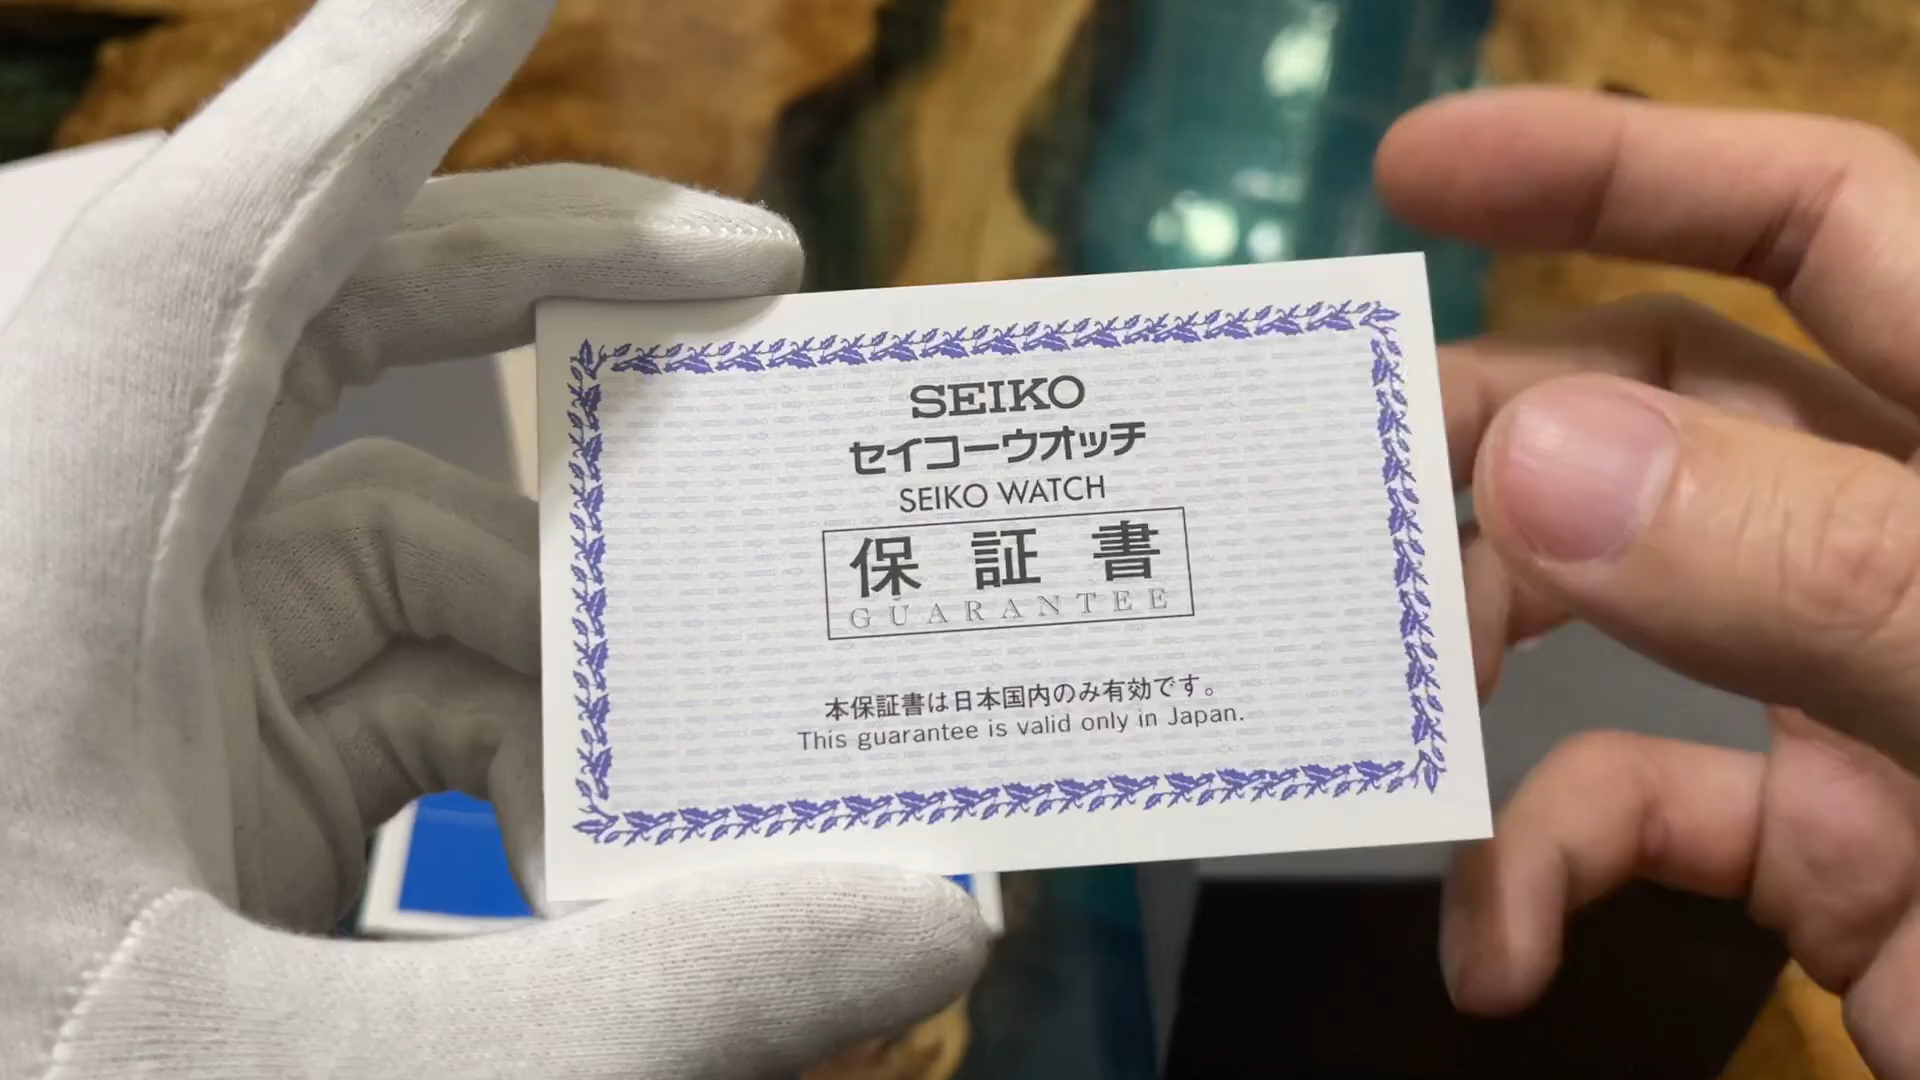 SEIKO
セイコーウオッチ
SEIKO WATCH
保証書
GUARANTEE
本保証書は日本国内のみ有効です。
This guarantee is valid only in Japan.